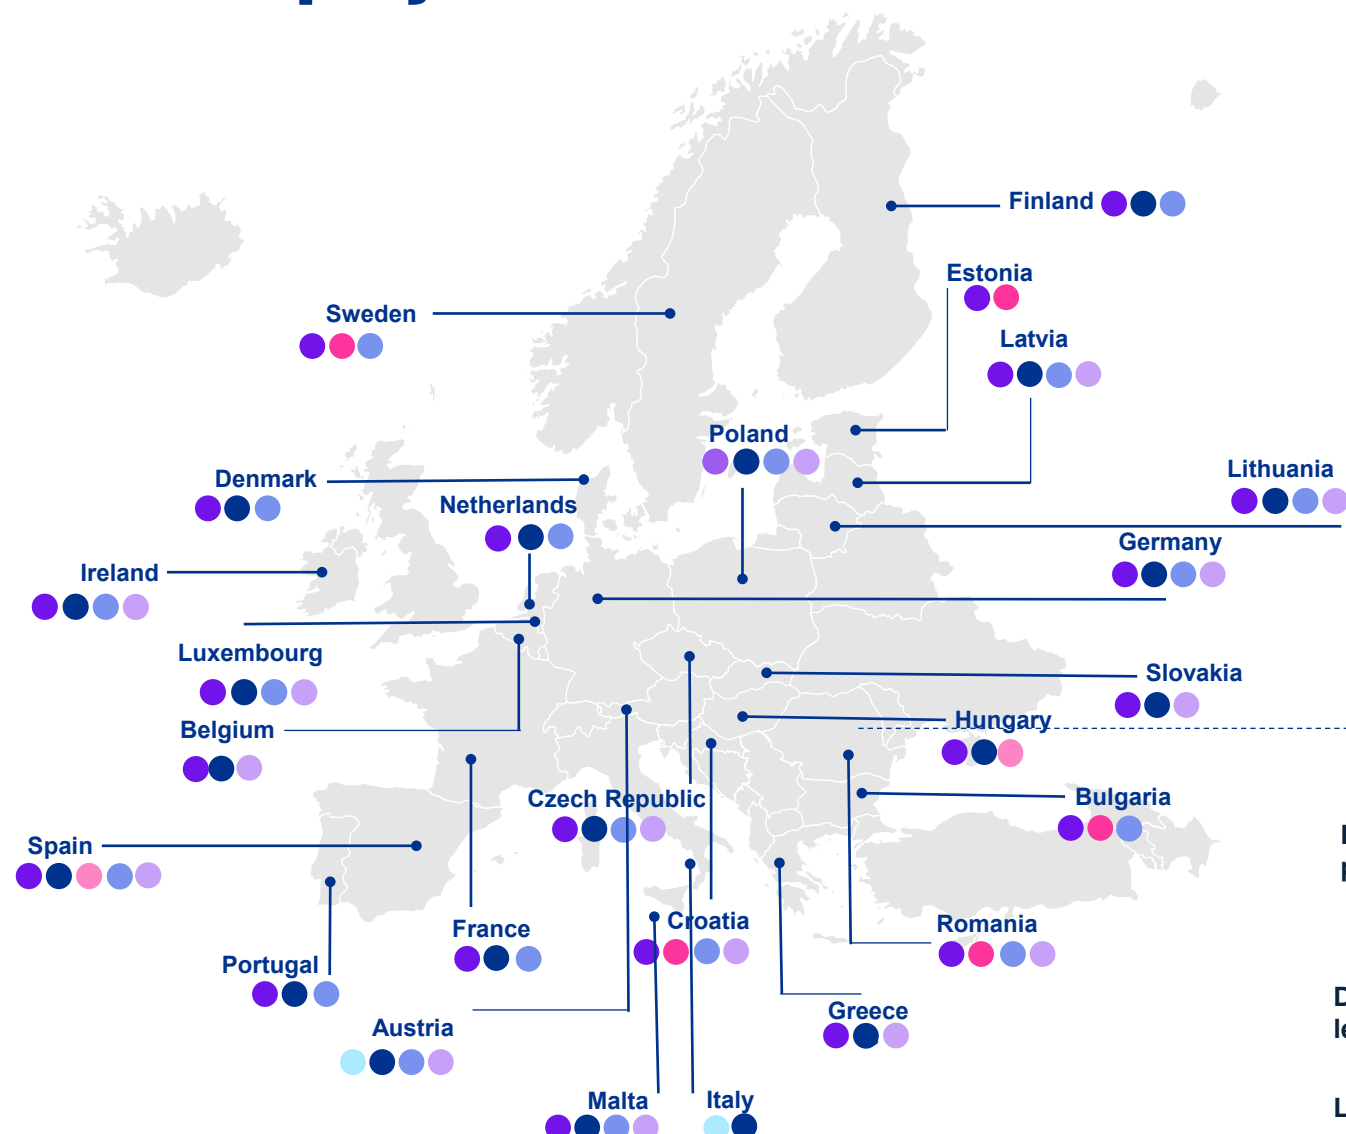 Finland
Estonia
Sweden
Latvia
Poland
Lithuania
Denmark
Netherlands
Germany
Ireland
Luxembourg
Slovakia
Belgium
Hungary
Czech Republic
Bulgaria
Spain
France
Croatia
Romania
Portugal
Greece
Austria
Malta
Italy